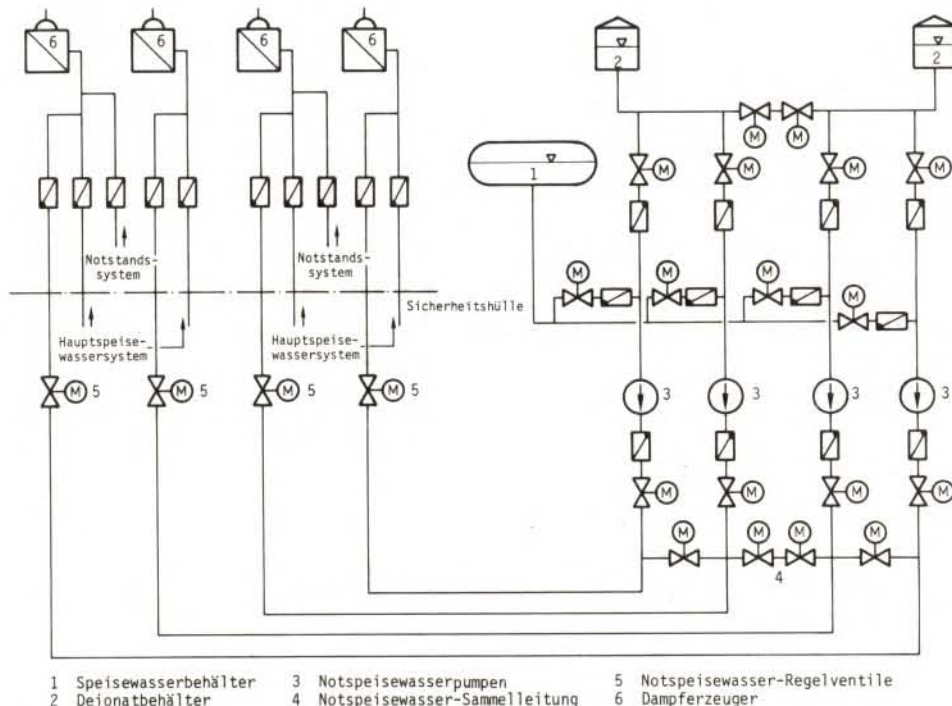 6 6 6 6 2 2
M M
1 M M M M
Notstands-
system
Notstands-
system
M M M
M
Sicherheitshülle
Hauptspeise-
wassersystem
Hauptspeise-
wassersystem
M 5 M 5 M 5 M 5 3 3 3 3
M M M M
M M M M
4
1 Speisewasserbehälter 3 Notspeisewasserpumpen 5 Notspeisewasser-Regelventile
2 Deionatbehälter 4 Notspeisewasser-Sammelleitung 6 Dampferzeuger